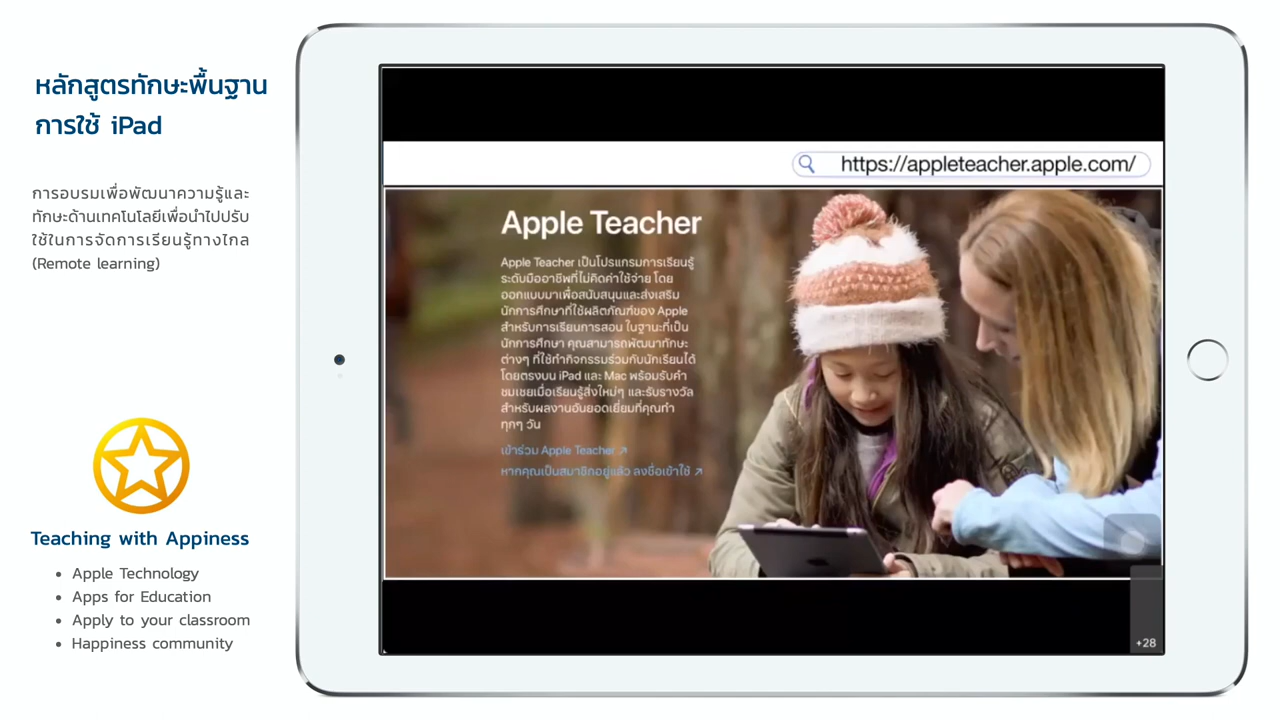 หลักสูตรทักษะพื้นฐาน
การใช้ iPad
การอบรมเพื่อพัฒนาความรู้และ
ทักษะด้านเทคโนโลยีเพื่อนำไปปรับ
ใช้ในการจัดการเรียนรู้ทางไกล
(Remote learning)
Teaching with Appiness
• Apple Technology
• Apps for Education
• Apply to your classroom
• Happiness community
https://appleteacher.apple.com/
Apple Teacher
Apple Teacher เป็นโปรแกรมการเรียนรู้
ระดับมืออาชีพที่ไม่คิดค่าใช้จ่าย โดย
ออกแบบมาเพื่อสนับสนุนและส่งเสริม
นักการศึกษาที่ใช้ผลิตภัณฑ์ของ Apple
สำหรับการเรียนการสอน ในฐานะที่เป็น
นักการศึกษา คุณสามารถพัฒนาทักษะ
ต่างๆ ที่ใช้ทำกิจกรรมร่วมกับนักเรียนได้
โดยตรงบน iPad และ Mac พร้อมรับคำ
ชมเชยเมื่อเรียนรู้สิ่งใหม่ๆ และรับรางวัล
สำหรับผลงานอันยอดเยี่ยมที่คุณทำ
ทุกๆ วัน
เข้าร่วม Apple Teacher ↗
หากคุณเป็นสมาชิกอยู่แล้ว ลงชื่อเข้าใช้ ↗
+28